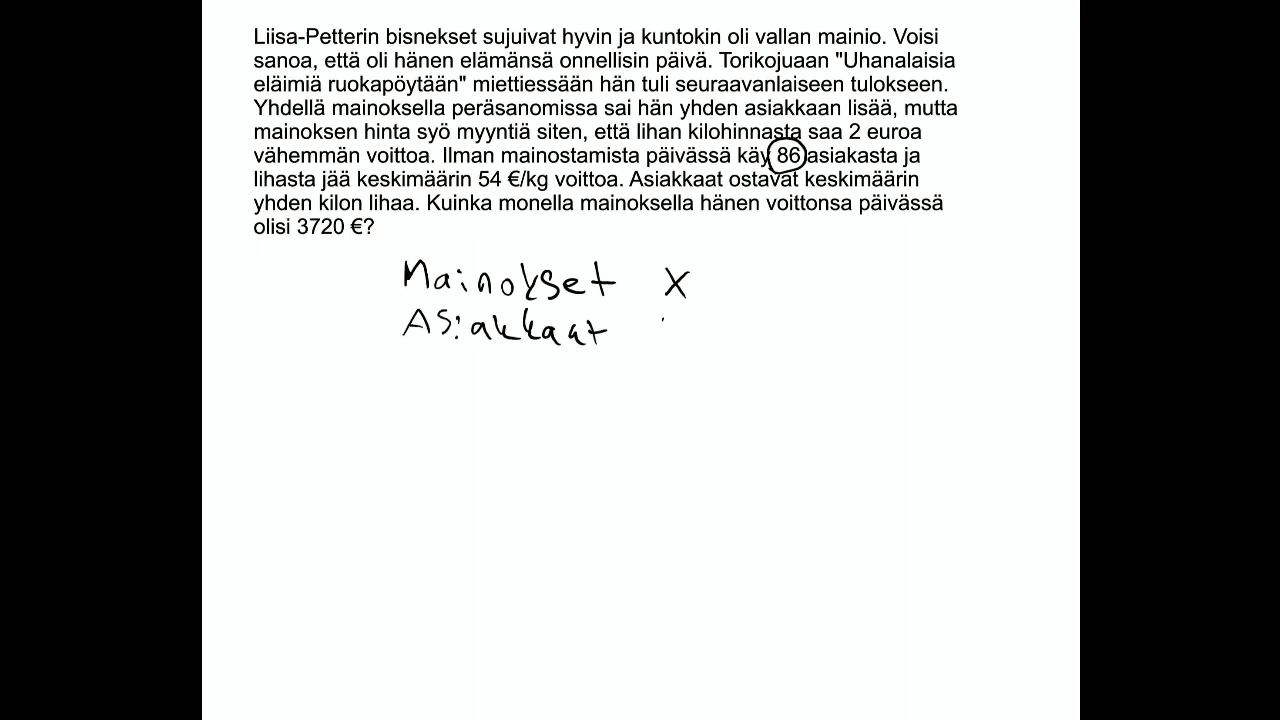 Liisa-Petterin bisnekset sujuivat hyvin ja kuntokin oli vallan mainio. Voisi
sanoa, että oli hänen elämänsä onnellisin päivä. Torikojuaan "Uhanalaisia
eläimiä ruokapöytään" miettiessään hän tuli seuraavanlaiseen tulokseen.
Yhdellä mainoksella peräsanomissa sai hän yhden asiakkaan lisää, mutta
mainoksen hinta syö myyntiä siten, että lihan kilohinnasta saa 2 euroa
vähemmän voittoa. Ilman mainostamista päivässä käy 86 asiakasta ja
lihasta jää keskimäärin 54 €/kg voittoa. Asiakkaat ostavat keskimäärin
yhden kilon lihaa. Kuinka monella mainoksella hänen voittonsa päivässä
olisi 3720 €?
Mainokset X
Asiakkaat